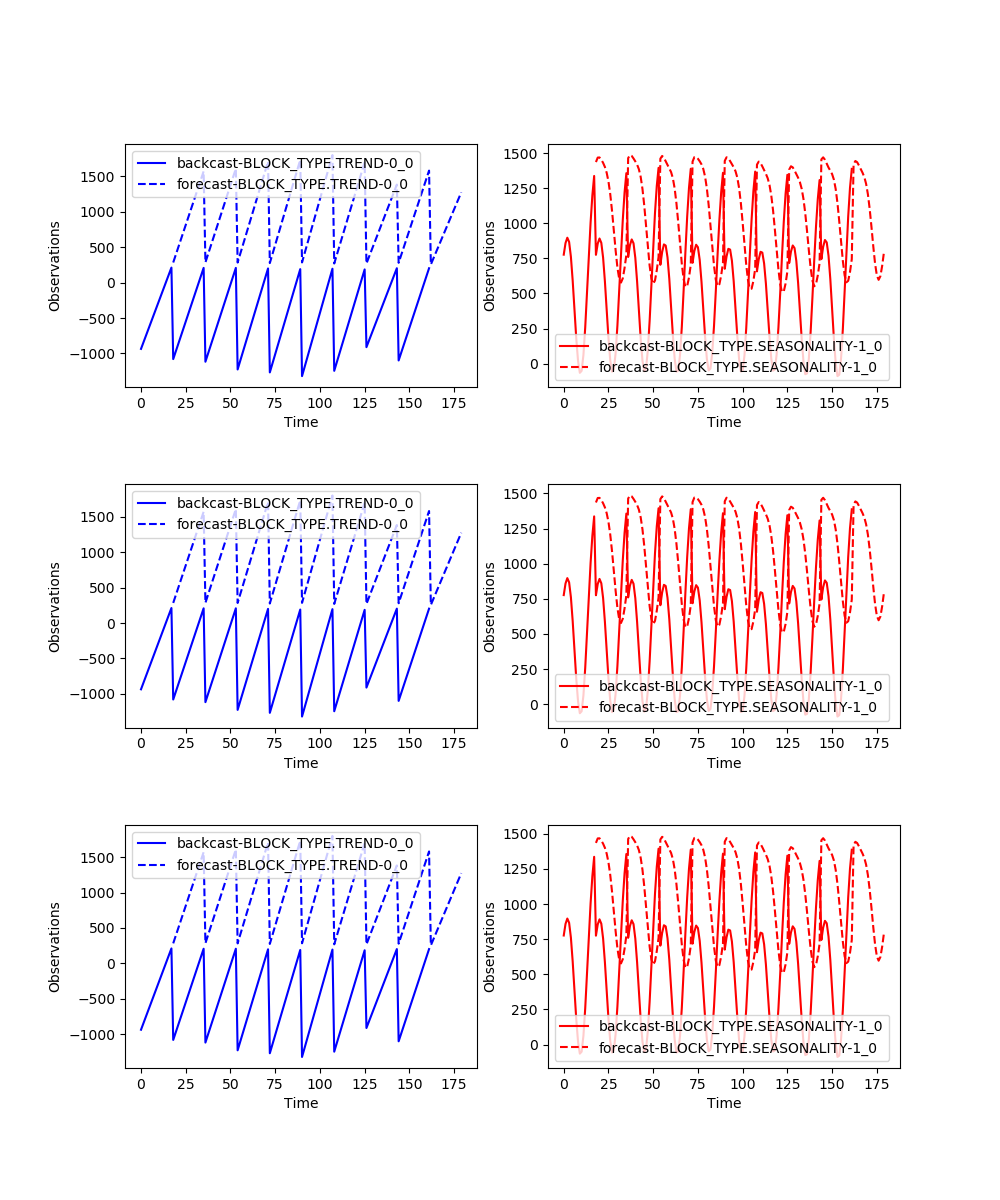 backcast-BLOCK_TYPE.TREND-0_0
forecast-BLOCK_TYPE.TREND-0_0
1500
1000
500
0
−500
−1000
Observations
0 25 50 75 100 125 150 175
Time
1500
1250
1000
750
500
250
0
Observations
backcast-BLOCK_TYPE.SEASONALITY-1_0
forecast-BLOCK_TYPE.SEASONALITY-1_0
0 25 50 75 100 125 150 175
Time
backcast-BLOCK_TYPE.TREND-0_0
forecast-BLOCK_TYPE.TREND-0_0
1500
1000
500
0
−500
−1000
Observations
0 25 50 75 100 125 150 175
Time
1500
1250
1000
750
500
250
0
Observations
backcast-BLOCK_TYPE.SEASONALITY-1_0
forecast-BLOCK_TYPE.SEASONALITY-1_0
0 25 50 75 100 125 150 175
Time
backcast-BLOCK_TYPE.TREND-0_0
forecast-BLOCK_TYPE.TREND-0_0
1500
1000
500
0
−500
−1000
Observations
0 25 50 75 100 125 150 175
Time
1500
1250
1000
750
500
250
0
Observations
backcast-BLOCK_TYPE.SEASONALITY-1_0
forecast-BLOCK_TYPE.SEASONALITY-1_0
0 25 50 75 100 125 150 175
Time